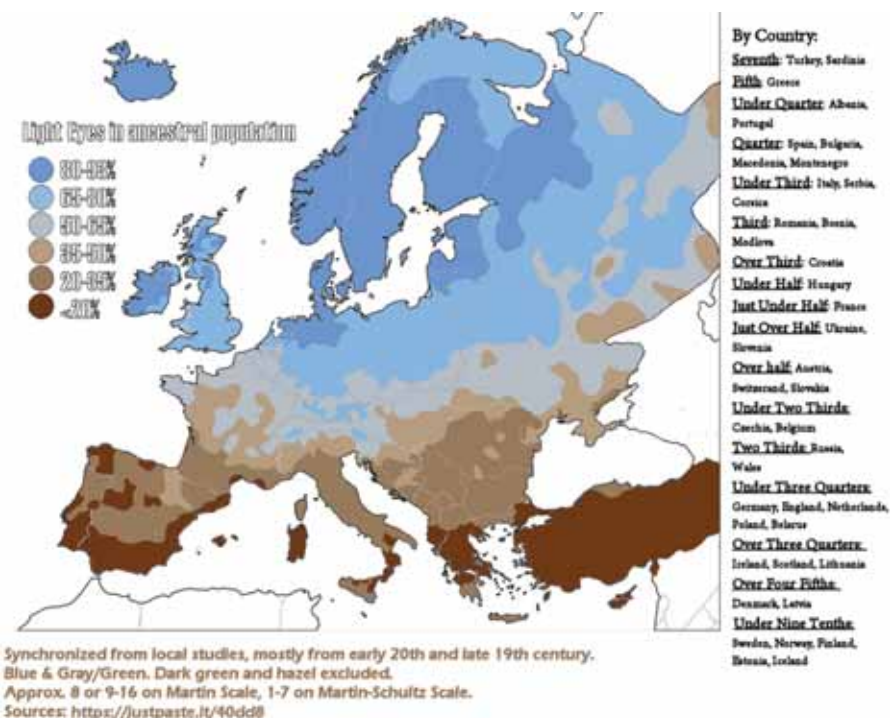 Light Eyes in ancestral population
80-95%
65-80%
50-65%
35-50%
20-35%
<20%
By Country:
Seventh: Turkey, Sardinia
Fifth: Greece
Under Quarter: Albania,
Portugal
Quarter: Spain, Bulgaria,
Macedonia, Montenegro
Under Third: Italy, Serbia,
Corsica
Third: Romania, Bosnia,
Modlova
Over Third: Croatia
Under Half: Hungary
Just Under Half: France
Just Over Half: Ukraine,
Slovenia
Over half: Austria,
Switzerand, Slovakia
Under Two Thirds:
Czechia, Belgium
Two Thirds: Russia,
Wales
Under Three Quarters:
Germany, England, Netherlands,
Poland, Belarus
Over Three Quarters:
Ireland, Scotland, Lithuania
Over Four Fifths:
Denmark, Latvia
Under Nine Tenths:
Sweden, Norway, Finland,
Estonia, Iceland
Synchronized from local studies, mostly from early 20th and late 19th century.
Blue & Gray/Green. Dark green and hazel excluded.
Approx. 8 or 9-16 on Martin Scale, 1-7 on Martin-Schultz Scale.
Sources: https://justpaste.it/40dd8